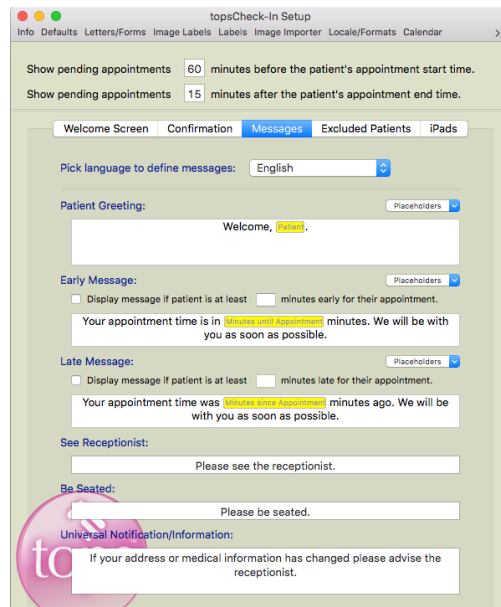 topsCheck-In Setup
Info Defaults Letters/Forms Image Labels Labels Image Importer Locale/Formats Calendar >
Show pending appointments 60 minutes before the patient's appointment start time.
Show pending appointments 15 minutes after the patient's appointment end time.
Welcome Screen Confirmation Messages Excluded Patients iPads
Pick language to define messages: English
Patient Greeting: Placeholders
Welcome, Patient.
Early Message: Placeholders
Display message if patient is at least minutes early for their appointment.
Your appointment time is in Minutes until Appointment minutes. We will be with
you as soon as possible.
Late Message: Placeholders
Display message if patient is at least minutes late for their appointment.
Your appointment time was Minutes since Appointment minutes ago. We will be
with you as soon as possible.
See Receptionist:
Please see the receptionist.
Be Seated:
Please be seated.
Universal Notification/Information:
If your address or medical information has changed please advise the
receptionist.